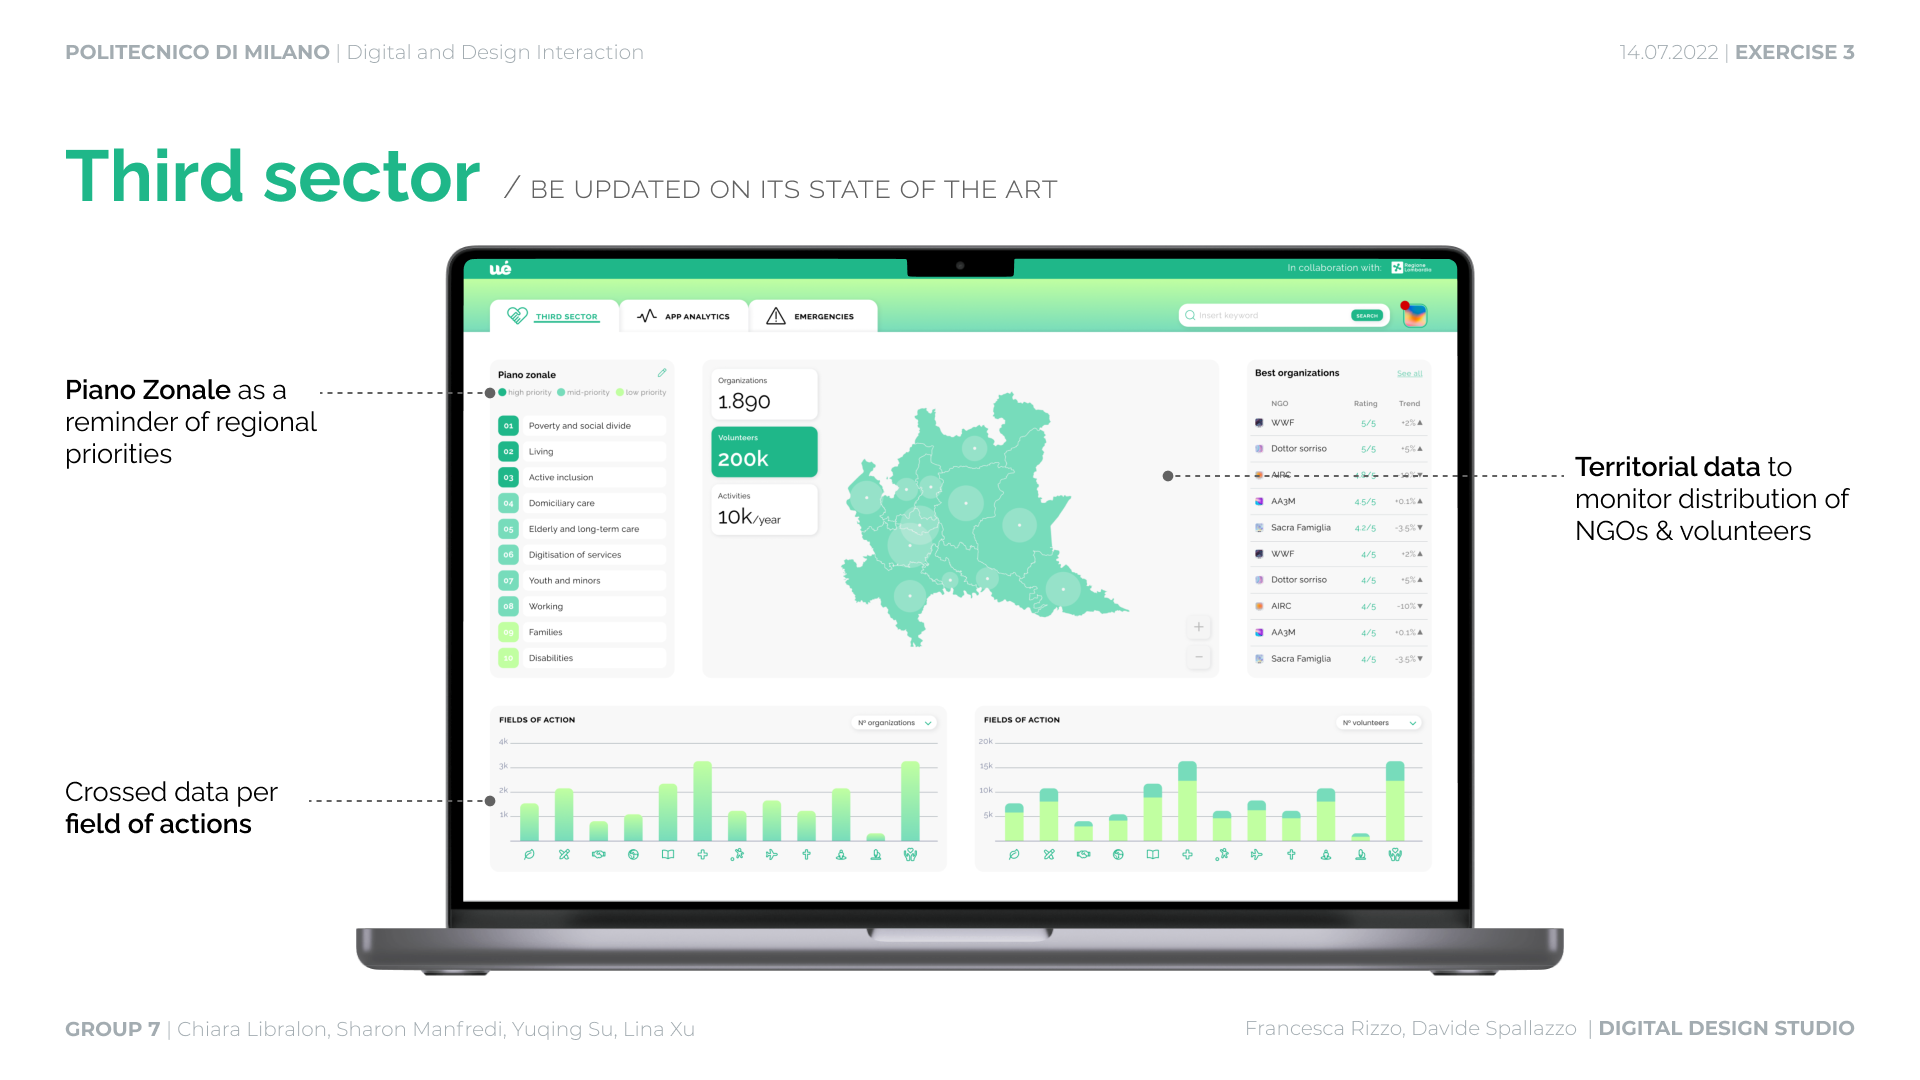 POLITECNICO DI MILANO | Digital and Design Interaction
14.07.2022 | EXERCISE 3
Third sector / BE UPDATED ON ITS STATE OF THE ART
Piano Zonale as a
reminder of regional
priorities
Crossed data per
field of actions
ué
In collaboration with:
Regione
Lombardia
THIRD SECTOR
APP ANALYTICS
EMERGENCIES
Insert keyword
SEARCH
Piano zonale
high priority
mid-priority
low priority
01 Poverty and social divide
02 Living
03 Active inclusion
04 Domiciliary care
05 Elderly and long-term care
06 Digitisation of services
07 Youth and minors
08 Working
09 Families
10 Disabilities
Organizations
1.890
Volunteers
200k
Activities
10k/year
+
−
Best organizations
See all
NGO Rating Trend
WWF 5/5 +2%▲
Dottor sorriso 5/5 +5%▲
AIRC
AA3M 4.5/5 +0.1%▲
Sacra Famiglia 4.2/5 -3.5%▼
WWF 4/5 +2%▲
Dottor sorriso 4/5 +5%▲
AIRC 4/5 -10%▼
AA3M 4/5 +0.1%▲
Sacra Famiglia 4/5 -3.5%▼
FIELDS OF ACTION
N° organizations
4k
3k
2k
1k
FIELDS OF ACTION
N° volunteers
20k
15k
10k
5k
Territorial data to
monitor distribution of
NGOs & volunteers
GROUP 7 | Chiara Libralon, Sharon Manfredi, Yuqing Su, Lina Xu
Francesca Rizzo, Davide Spallazzo | DIGITAL DESIGN STUDIO